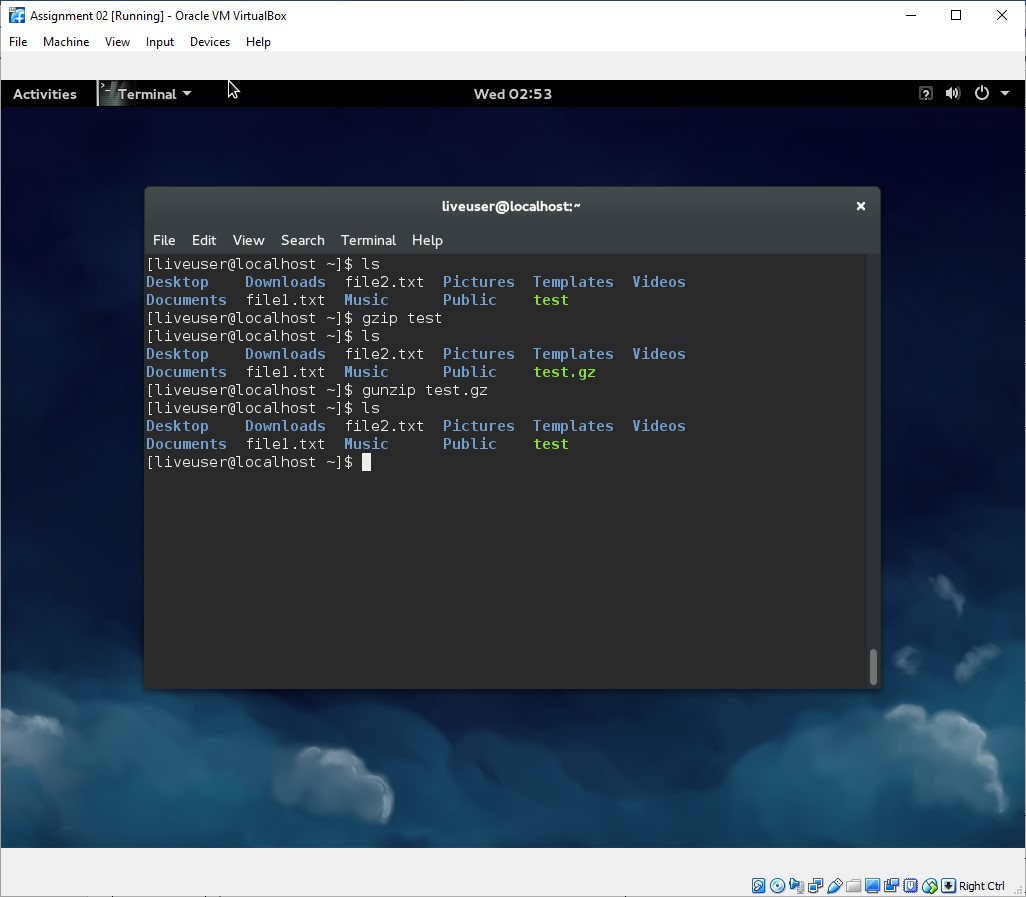 Assignment 02 [Running] - Oracle VM VirtualBox
File Machine View Input Devices Help
Activities Terminal Wed 02:53
liveuser@localhost:~
File Edit View Search Terminal Help
[liveuser@localhost ~]$ ls
Desktop Downloads file2.txt Pictures Templates Videos
Documents file1.txt Music Public test
[liveuser@localhost ~]$ gzip test
[liveuser@localhost ~]$ ls
Desktop Downloads file2.txt Pictures Templates Videos
Documents file1.txt Music Public test.gz
[liveuser@localhost ~]$ gunzip test.gz
[liveuser@localhost ~]$ ls
Desktop Downloads file2.txt Pictures Templates Videos
Documents file1.txt Music Public test
[liveuser@localhost ~]$
Right Ctrl